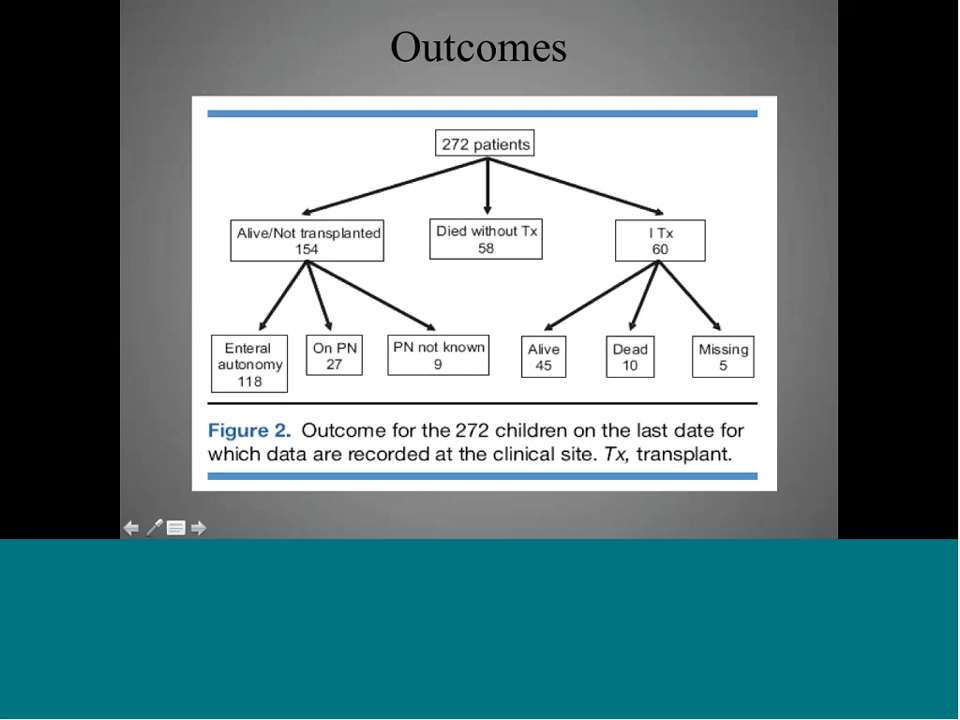 Outcomes
272 patients
Alive/Not transplanted
154
Died without Tx
58
I Tx
60
Enteral
autonomy
118
On PN
27
PN not known
9
Alive
45
Dead
10
Missing
5
Figure 2. Outcome for the 272 children on the last date for
which data are recorded at the clinical site. Tx, transplant.